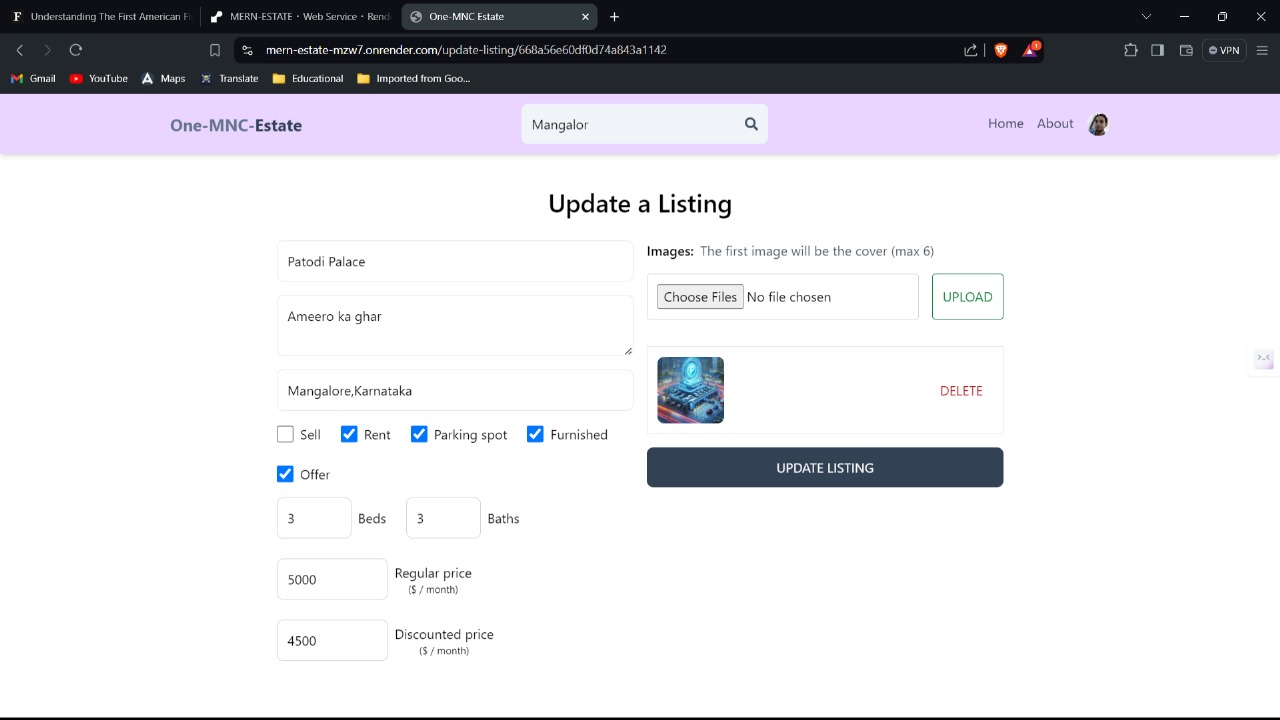 Understanding The First American Fi
MERN-ESTATE · Web Service · Rend
One-MNC Estate
mern-estate-mzw7.onrender.com/update-listing/668a56e60df0d74a843a1142
1
VPN
Gmail
YouTube
Maps
Translate
Educational
Imported from Goo...
One-MNC-Estate
Mangalor
Home
About
Update a Listing
Patodi Palace
Ameero ka ghar
Mangalore,Karnataka
Sell
Rent
Parking spot
Furnished
Offer
3
Beds
3
Baths
5000
Regular price
($ / month)
4500
Discounted price
($ / month)
Images: The first image will be the cover (max 6)
Choose Files No file chosen
UPLOAD
DELETE
UPDATE LISTING